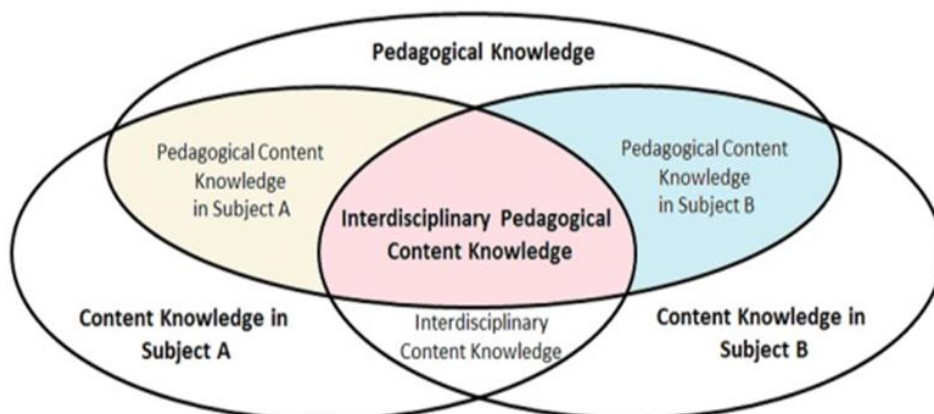 Pedagogical Knowledge
Pedagogical Content
Knowledge
in Subject A
Pedagogical Content
Knowledge
in Subject B
Interdisciplinary Pedagogical
Content Knowledge
Content Knowledge in
Subject A
Interdisciplinary
Content Knowledge
Content Knowledge in
Subject B